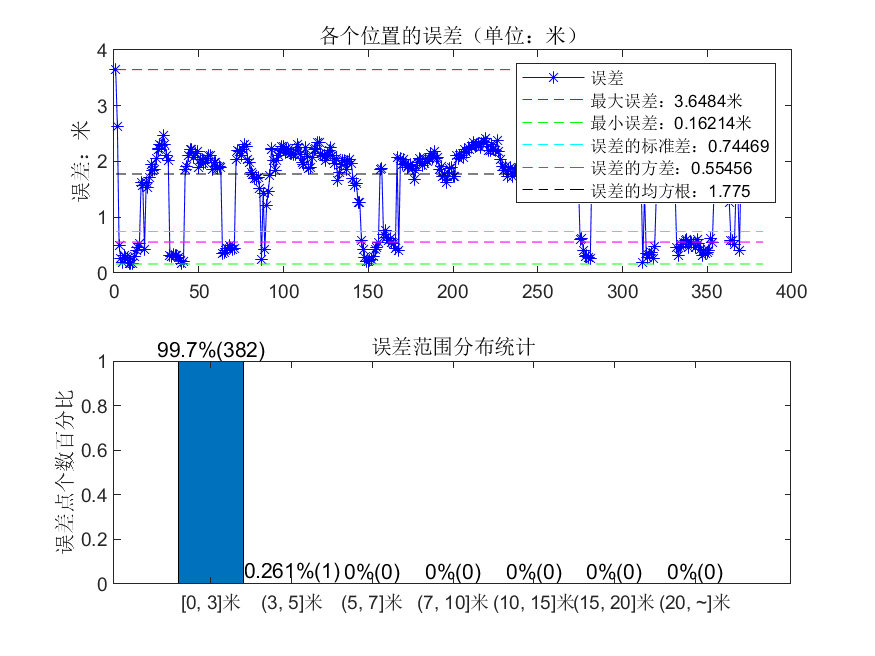 各个位置的误差（单位：米）
误差：米
4
3
2
1
0
0
50
100
150
200
250
300
350
400
误差
最大误差：3.6484米
最小误差：0.16214米
误差的标准差：0.74469
误差的方差：0.55456
误差的均方根：1.775
误差范围分布统计
误差点个数百分比
1
0.8
0.6
0.4
0.2
0
99.7%(382)
0.261%(1)
0%(0)
0%(0)
0%(0)
0%(0)
0%(0)
[0, 3]米
(3, 5]米
(5, 7]米
(7, 10]米
(10, 15]米
(15, 20]米
(20, ~]米